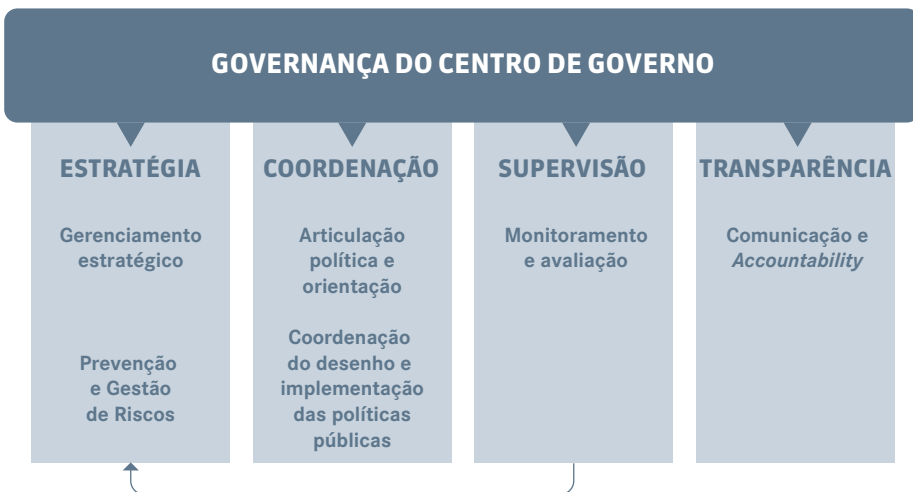 GOVERNANÇA DO CENTRO DE GOVERNO
ESTRATÉGIA
Gerenciamento
estratégico
Prevenção
e Gestão
de Riscos
COORDENAÇÃO
Articulação
política e
orientação
Coordenação
do desenho e
implementação
das políticas
públicas
SUPERVISÃO
Monitoramento
e avaliação
TRANSPARÊNCIA
Comunicação e
Accountability